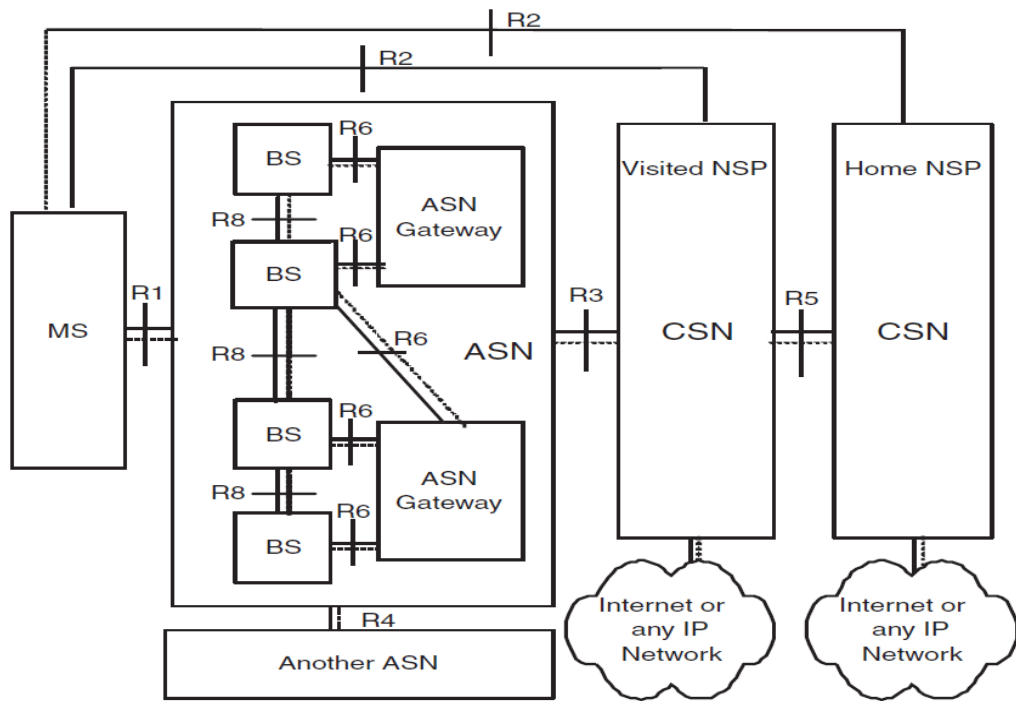 R2
R2
R6
BS
Visited NSP
Home NSP
ASN
Gateway
R8
R6
BS
R1
R3
R5
MS
R6
ASN
CSN
CSN
R8
R6
BS
ASN
Gateway
R8
R6
BS
R4
Internet or
any IP
Network
Internet or
any IP
Network
Another ASN